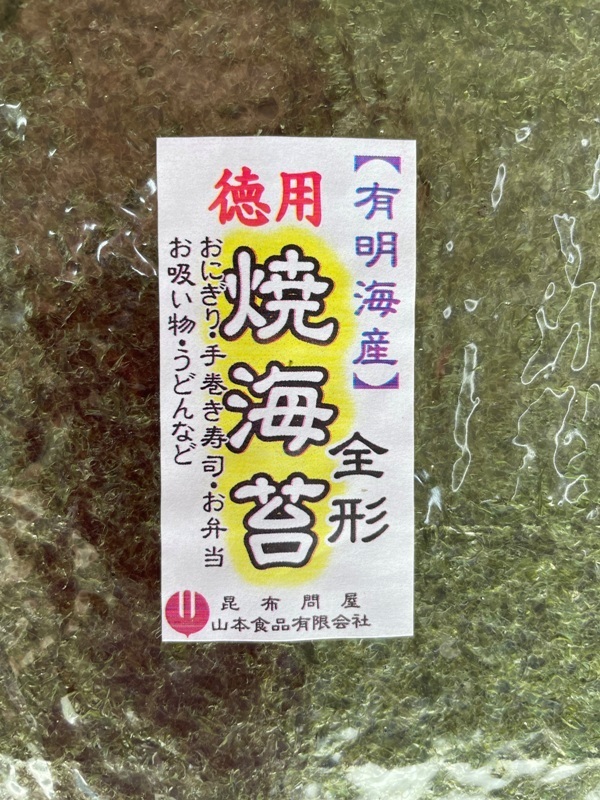 【有明海産】
徳用
焼海苔
全形
おにぎり・手巻き寿司・お弁当
お吸い物・うどんなど
昆布問屋
山本食品有限会社